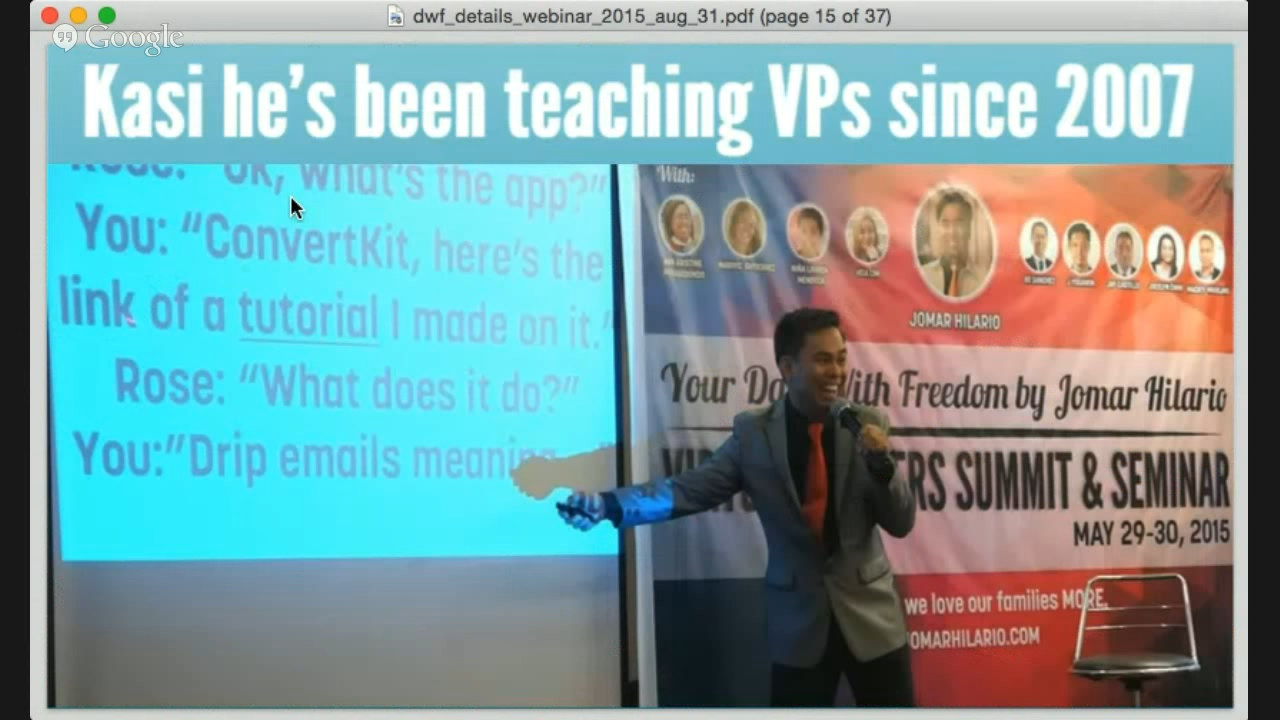 dwf_details_webinar_2015_aug_31.pdf (page 15 of 37)
Google
Kasi he's been teaching VPs since 2007
"Ok, what's the app?"
You: "ConvertKit, here's the
link of a tutorial I made on it."
Rose: "What does it do?"
You:"Drip emails meaning
With:
JOMAR HILARIO
Your Da With Freedom by Jomar Hilario
RS SUMMIT & SEMINAR
MAY 29-30, 2015
we love our families MORE.
JOMARHILARIO.COM